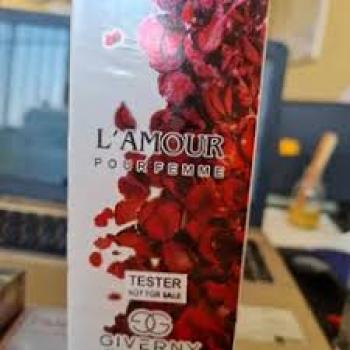 L'AMOUR
POUR FEMME
TESTER
NOT FOR SALE
GIVERNY